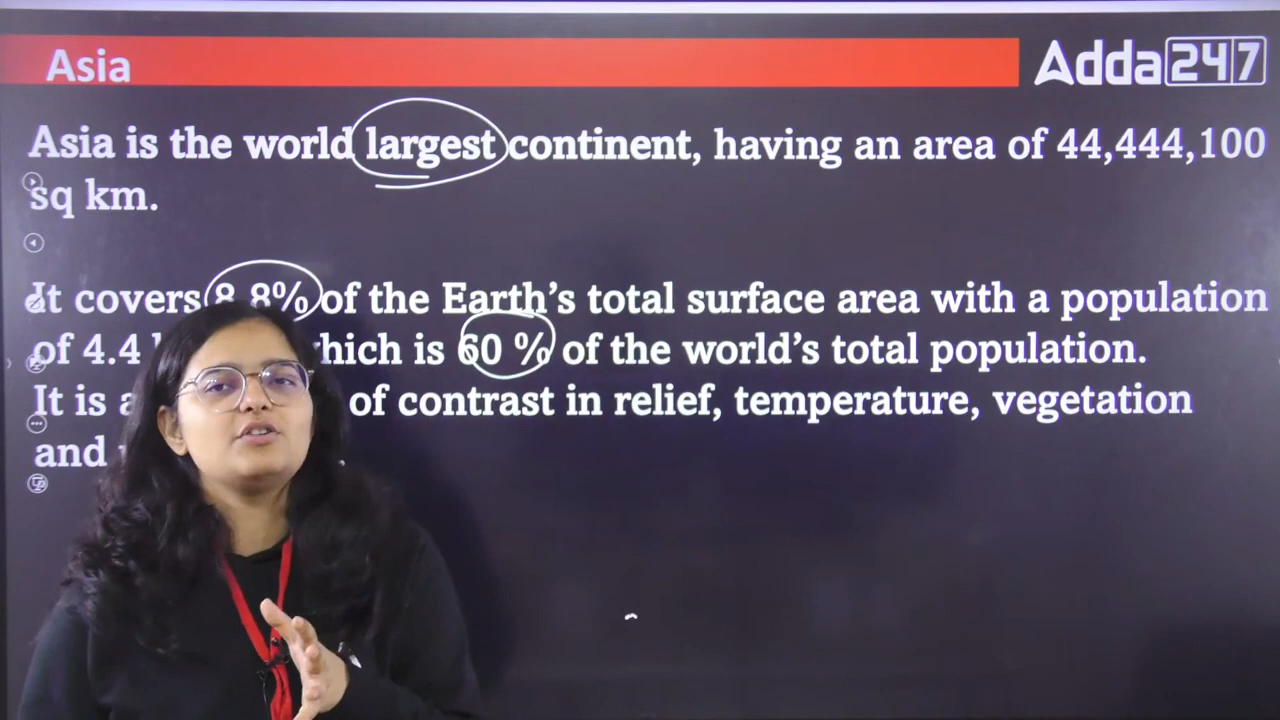 Asia
Adda247
Asia is the world largest continent, having an area of 44,444,100
sq km.
It covers 8.8% of the Earth's total surface area with a population
of 4.4 which is 60 % of the world's total population.
It is of contrast in relief, temperature, vegetation
and